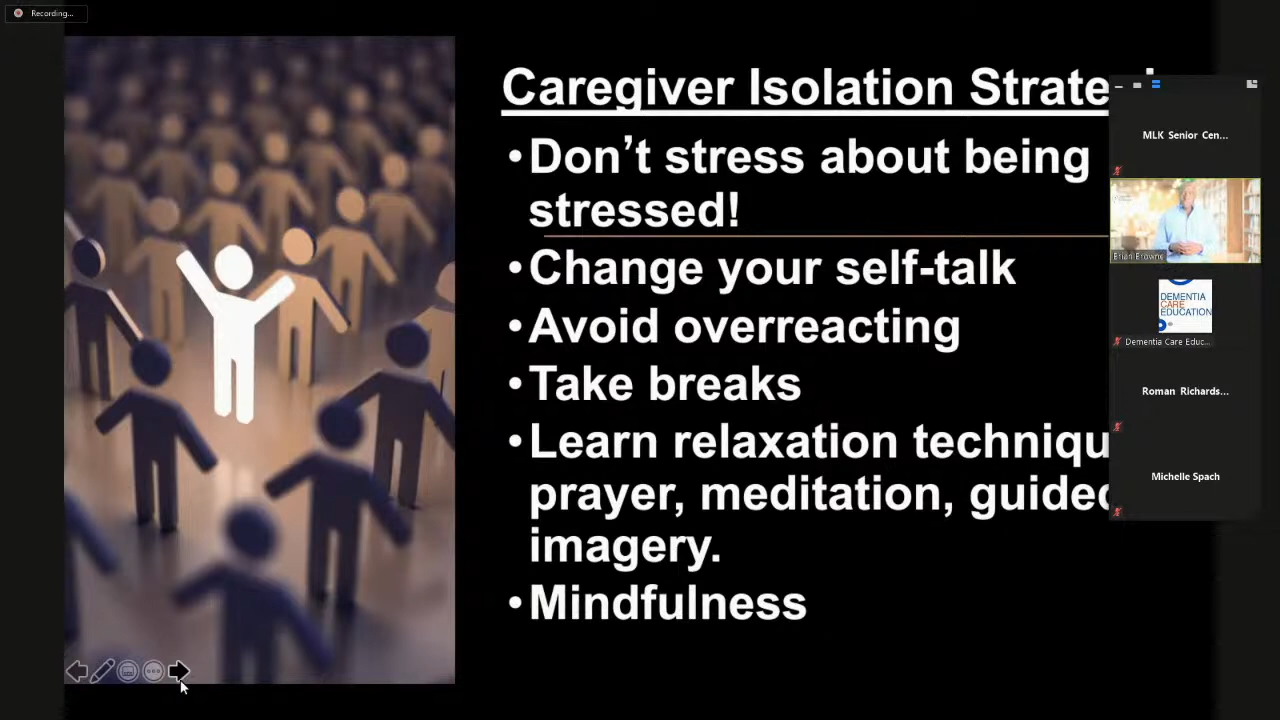 Recording...
Caregiver Isolation Strate
•Don’t stress about being
stressed!
•Change your self-talk
•Avoid overreacting
•Take breaks
•Learn relaxation techniqu
prayer, meditation, guided
imagery.
•Mindfulness
MLK Senior Cen...
Brian Browne
DEMENTIA
CARE
EDUCATION
Dementia Care Educ...
Roman Richards...
Michelle Spach